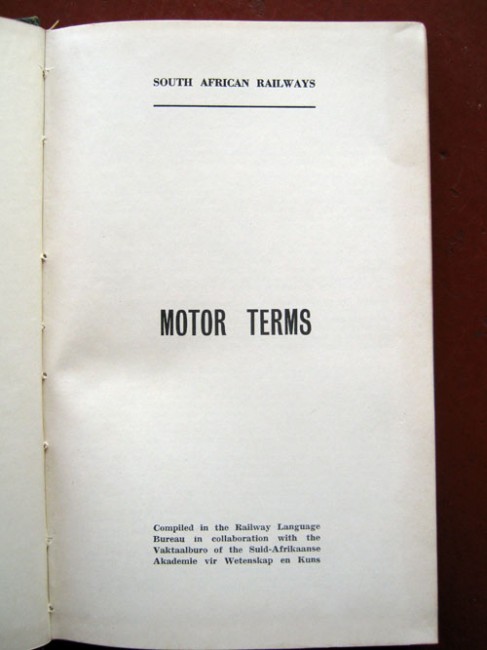 SOUTH AFRICAN RAILWAYS
MOTOR TERMS
Compiled in the Railway Language
Bureau in collaboration with the
Vaktaalburo of the Suid-Afrikaanse
Akademie vir Wetenskap en Kuns